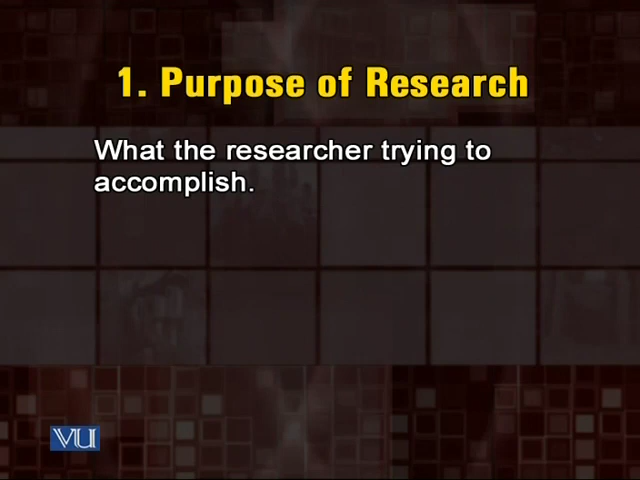 1. Purpose of Research
What the researcher trying to
accomplish.
VU